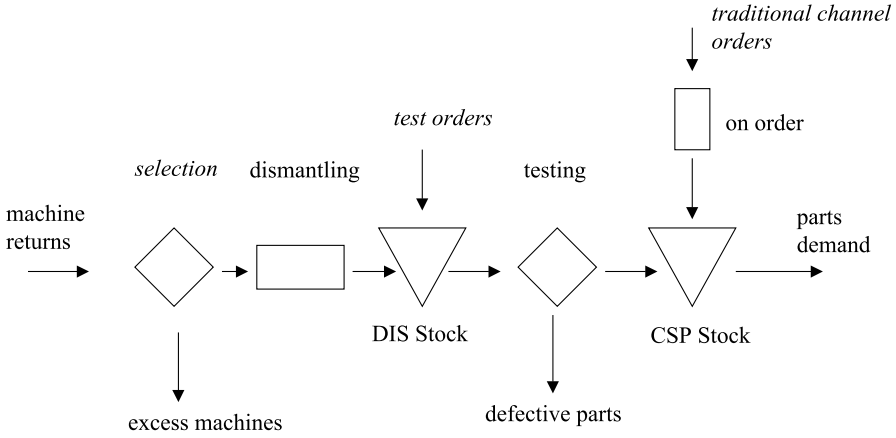 traditional channel
orders
on order
test orders
selection
dismantling
testing
machine
returns
parts
demand
DIS Stock
CSP Stock
excess machines
defective parts